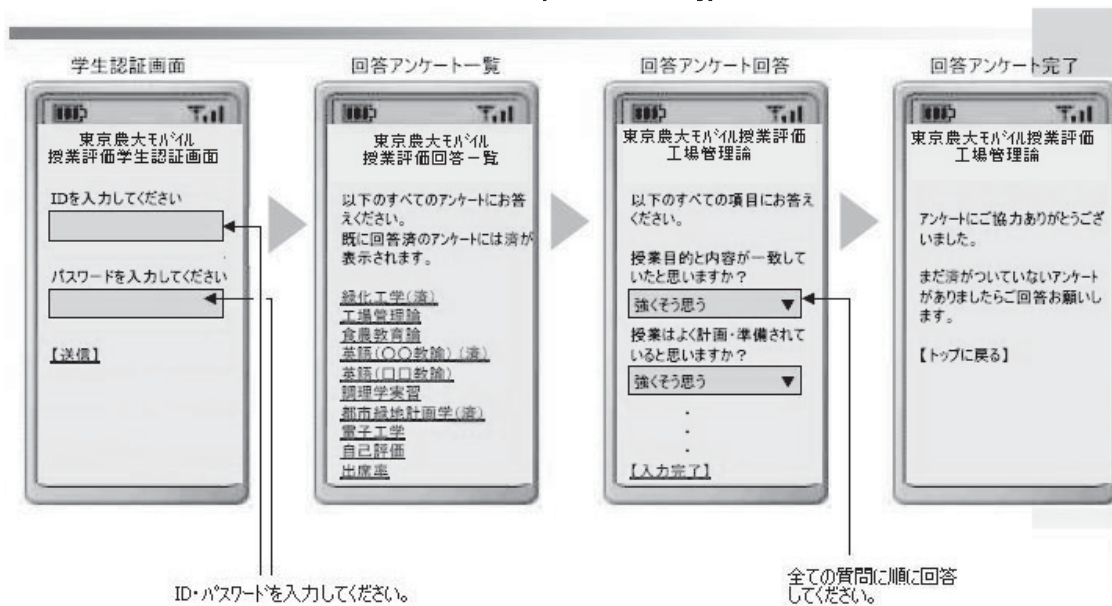 学生認証画面
東京農大モバイル
授業評価学生認証画面
IDを入力してください
パスワードを入力してください
【送信】
ID・パスワードを入力してください。
回答アンケート一覧
東京農大モバイル
授業評価回答一覧
以下のすべてのアンケートにお答
えください。
既に回答済のアンケートには済が
表示されます。
緑化工学(済)
工場管理論
食農教育論
英語(○○教諭)(済)
英語(□□教諭)
調理学実習
都市緑地計画学(済)
電子工学
自己評価
出席率
回答アンケート回答
東京農大モバイル授業評価
工場管理論
以下のすべての項目にお答え
ください。
授業目的と内容が一致して
いたと思いますか？
強くそう思う ▼
授業はよく計画・準備されて
いると思いますか？
強くそう思う ▼
・
・
・
【入力完了】
全ての質問に順に回答
してください。
回答アンケート完了
東京農大モバイル授業評価
工場管理論
アンケートにご協力ありがとうござ
いました。
まだ済がついていないアンケート
がありましたらご回答お願いし
ます。
【トップに戻る】